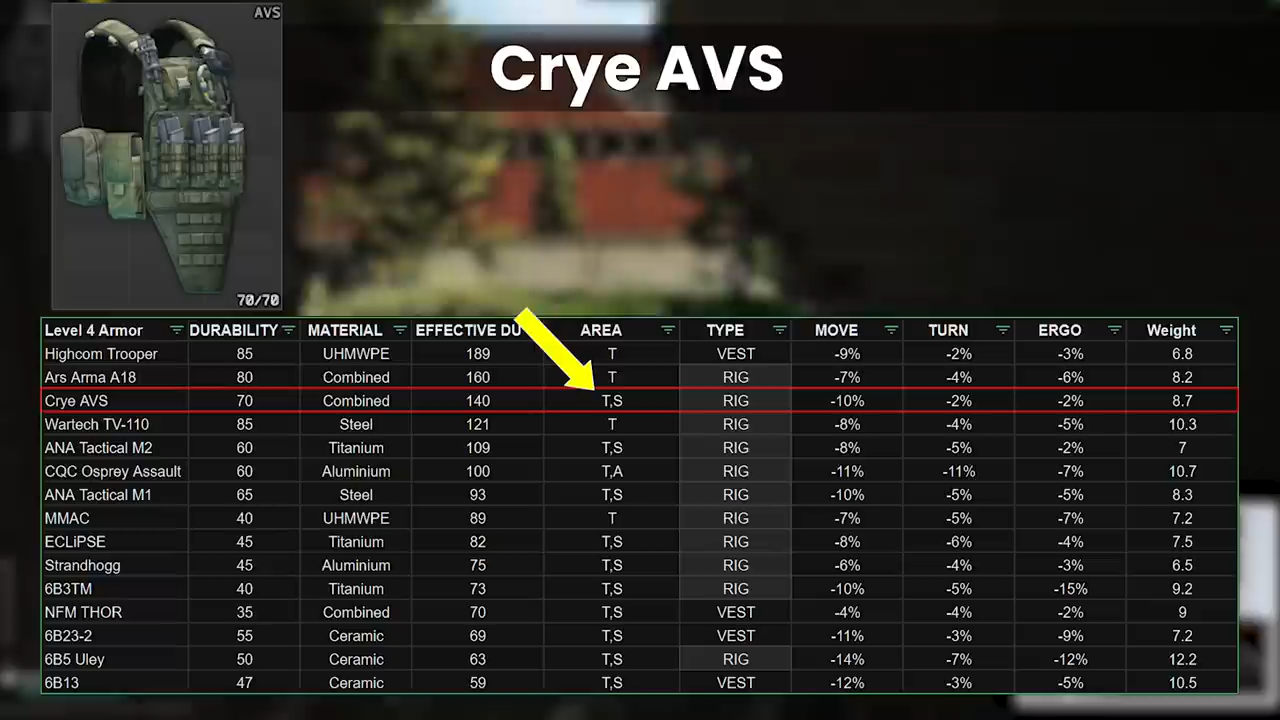 AVS
Crye AVS
70/70
Level 4 Armor DURABILITY MATERIAL EFFECTIVE DU AREA TYPE MOVE TURN ERGO Weight
Highcom Trooper 85 UHMWPE 189 T VEST -9% -2% -3% 6.8
Ars Arma A18 80 Combined 160 T RIG -7% -4% -6% 8.2
Crye AVS 70 Combined 140 T,S RIG -10% -2% -2% 8.7
Wartech TV-110 85 Steel 121 T RIG -8% -4% -5% 10.3
ANA Tactical M2 60 Titanium 109 T,S RIG -8% -5% -2% 7
CQC Osprey Assault 60 Aluminium 100 T,A RIG -11% -11% -7% 10.7
ANA Tactical M1 65 Steel 93 T,S RIG -10% -5% -5% 8.3
MMAC 40 UHMWPE 89 T RIG -7% -5% -7% 7.2
ECLiPSE 45 Titanium 82 T,S RIG -8% -6% -4% 7.5
Strandhogg 45 Aluminium 75 T,S RIG -6% -4% -3% 6.5
6B3TM 40 Titanium 73 T,S RIG -10% -5% -15% 9.2
NFM THOR 35 Combined 70 T,S VEST -4% -4% -2% 9
6B23-2 55 Ceramic 69 T,S VEST -11% -3% -9% 7.2
6B5 Uley 50 Ceramic 63 T,S RIG -14% -7% -12% 12.2
6B13 47 Ceramic 59 T,S VEST -12% -3% -5% 10.5